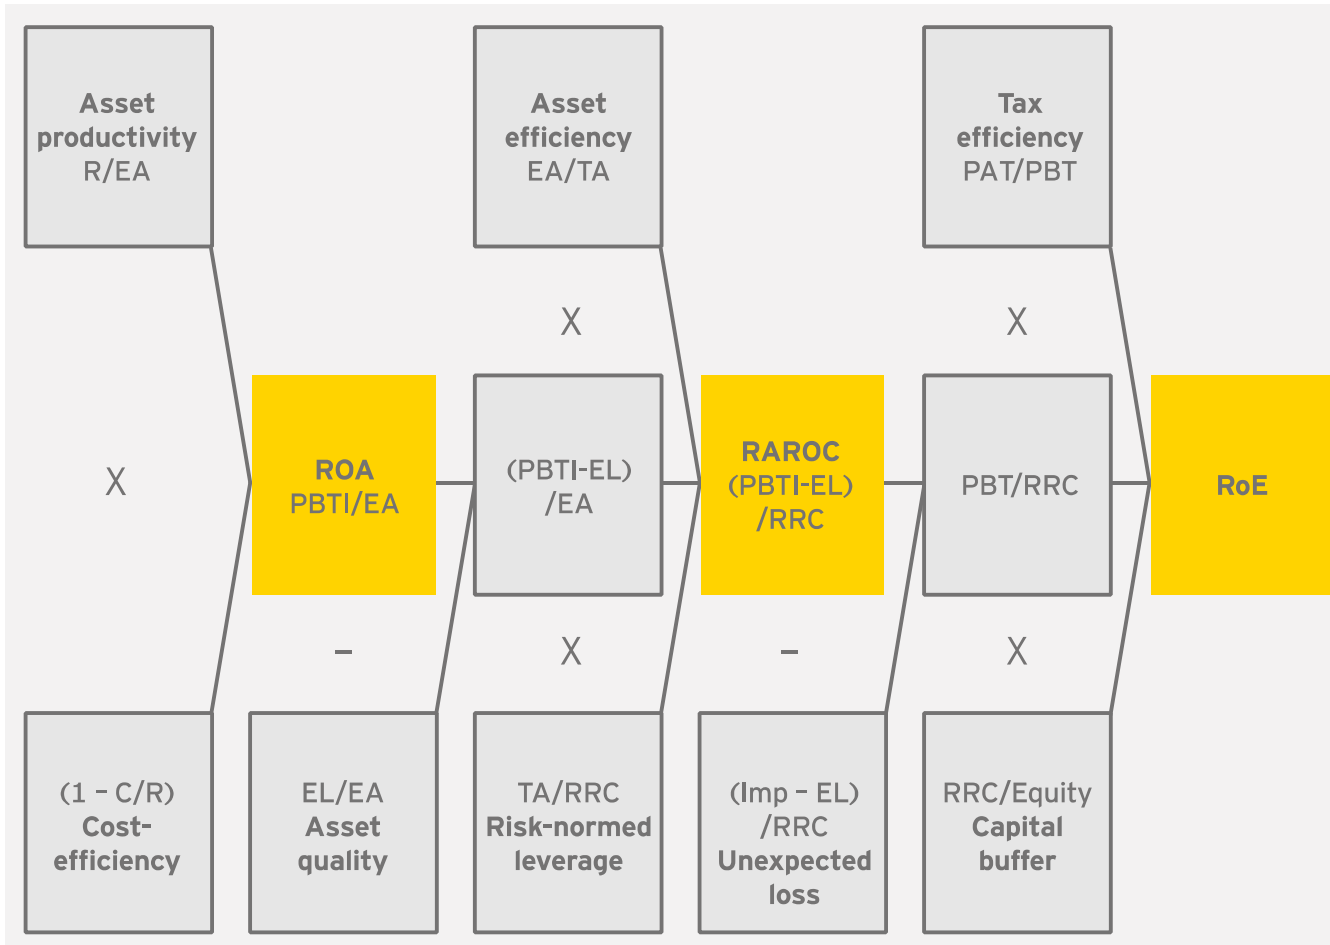 Asset
productivity
R/EA
Asset
efficiency
EA/TA
Tax
efficiency
PAT/PBT
X
X
X
ROA
PBTI/EA
(PBTI-EL)
/EA
RAROC
(PBTI-EL)
/RRC
PBT/RRC
RoE
–
X
–
X
(1 – C/R)
Cost-
efficiency
EL/EA
Asset
quality
TA/RRC
Risk-normed
leverage
(Imp – EL)
/RRC
Unexpected
loss
RRC/Equity
Capital
buffer